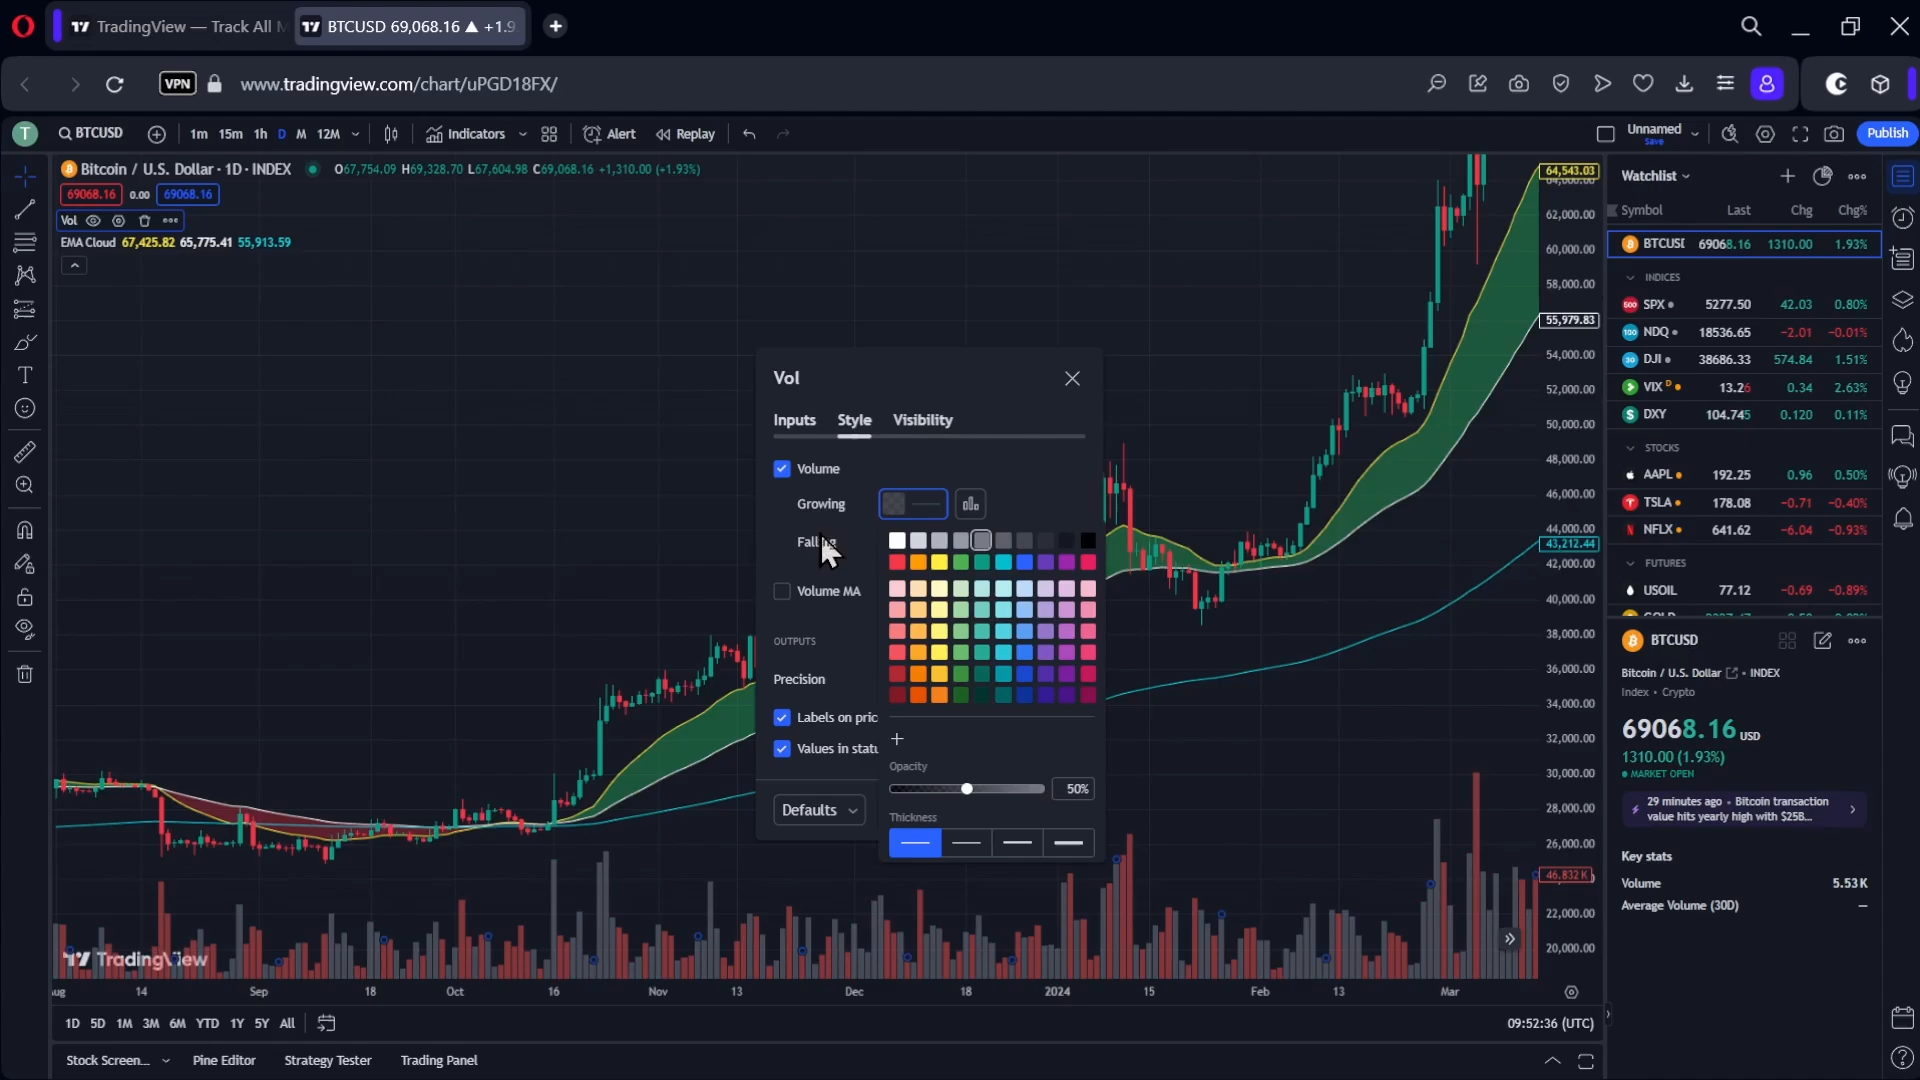 TradingView — Track All M
BTCUSD 69,068.16 ▲ +1.9
VPN www.tradingview.com/chart/uPGD18FX/
T BTCUSD 1m 15m 1h D M 12M Indicators Alert Replay Unnamed Save Publish
Bitcoin / U.S. Dollar · 1D · INDEX O67,754.09 H69,328.70 L67,604.98 C69,068.16 +1,310.00 (+1.93%)
69068.16 0.00 69068.16
Vol
EMA Cloud 67,425.82 65,775.41 55,913.59
64,543.03
64,000.00
62,000.00
60,000.00
58,000.00
55,979.83
54,000.00
52,000.00
50,000.00
48,000.00
46,000.00
44,000.00
43,212.44
42,000.00
40,000.00
38,000.00
36,000.00
34,000.00
32,000.00
30,000.00
28,000.00
26,000.00
46.832 K
22,000.00
20,000.00
Vol
Inputs Style Visibility
Volume
Growing
Volume MA
OUTPUTS
Precision
Labels on pric
Values in statu
Defaults
Opacity
50%
Thickness
TradingView
14 Sep 18 Oct 16 Nov 13 Dec 18 2024 15 Feb 13 Mar
1D 5D 1M 3M 6M YTD 1Y 5Y All 09:52:36 (UTC)
Stock Screen... Pine Editor Strategy Tester Trading Panel
Watchlist
Symbol Last Chg Chg%
BTCUSD 69068.16 1310.00 1.93%
INDICES
SPX 5277.50 42.03 0.80%
NDQ 18536.65 −2.01 −0.01%
DJI 38686.33 574.84 1.51%
VIX D 13.26 0.34 2.63%
DXY 104.745 0.120 0.11%
STOCKS
AAPL 192.25 0.96 0.50%
TSLA 178.08 −0.71 −0.40%
NFLX 641.62 −6.04 −0.93%
FUTURES
USOIL 77.12 −0.69 −0.89%
BTCUSD
Bitcoin / U.S. Dollar · INDEX
Index · Crypto
69068.16 USD
1310.00 (1.93%)
MARKET OPEN
29 minutes ago · Bitcoin transaction
value hits yearly high with $25B...
Key stats
Volume 5.53K
Average Volume (30D) —